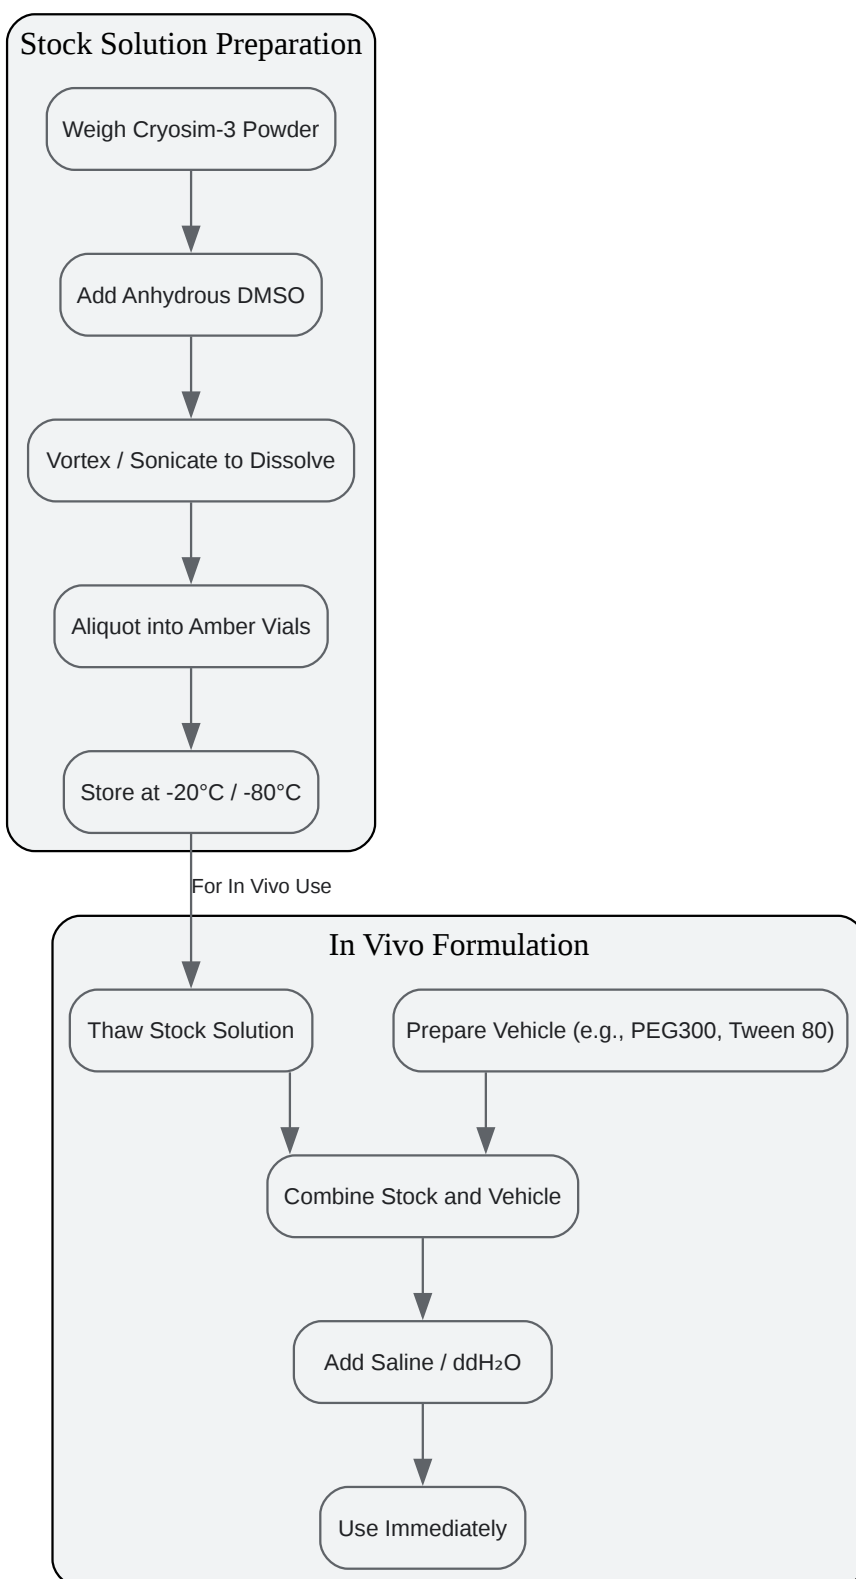 Stock Solution Preparation
Weigh Cryosim-3 Powder
Add Anhydrous DMSO
Vortex / Sonicate to Dissolve
Aliquot into Amber Vials
Store at -20°C / -80°C
For In Vivo Use
In Vivo Formulation
Thaw Stock Solution
Prepare Vehicle (e.g., PEG300, Tween 80)
Combine Stock and Vehicle
Add Saline / ddH₂O
Use Immediately